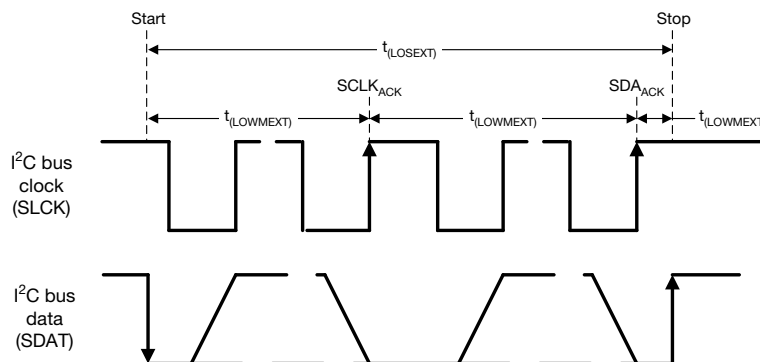 Start
Stop
t(LOSEXT)
SCLKACK
SDAACK
t(LOWMEXT)
t(LOWMEXT)
t(LOWMEXT)
I2C bus
clock
(SLCK)
I2C bus
data
(SDAT)